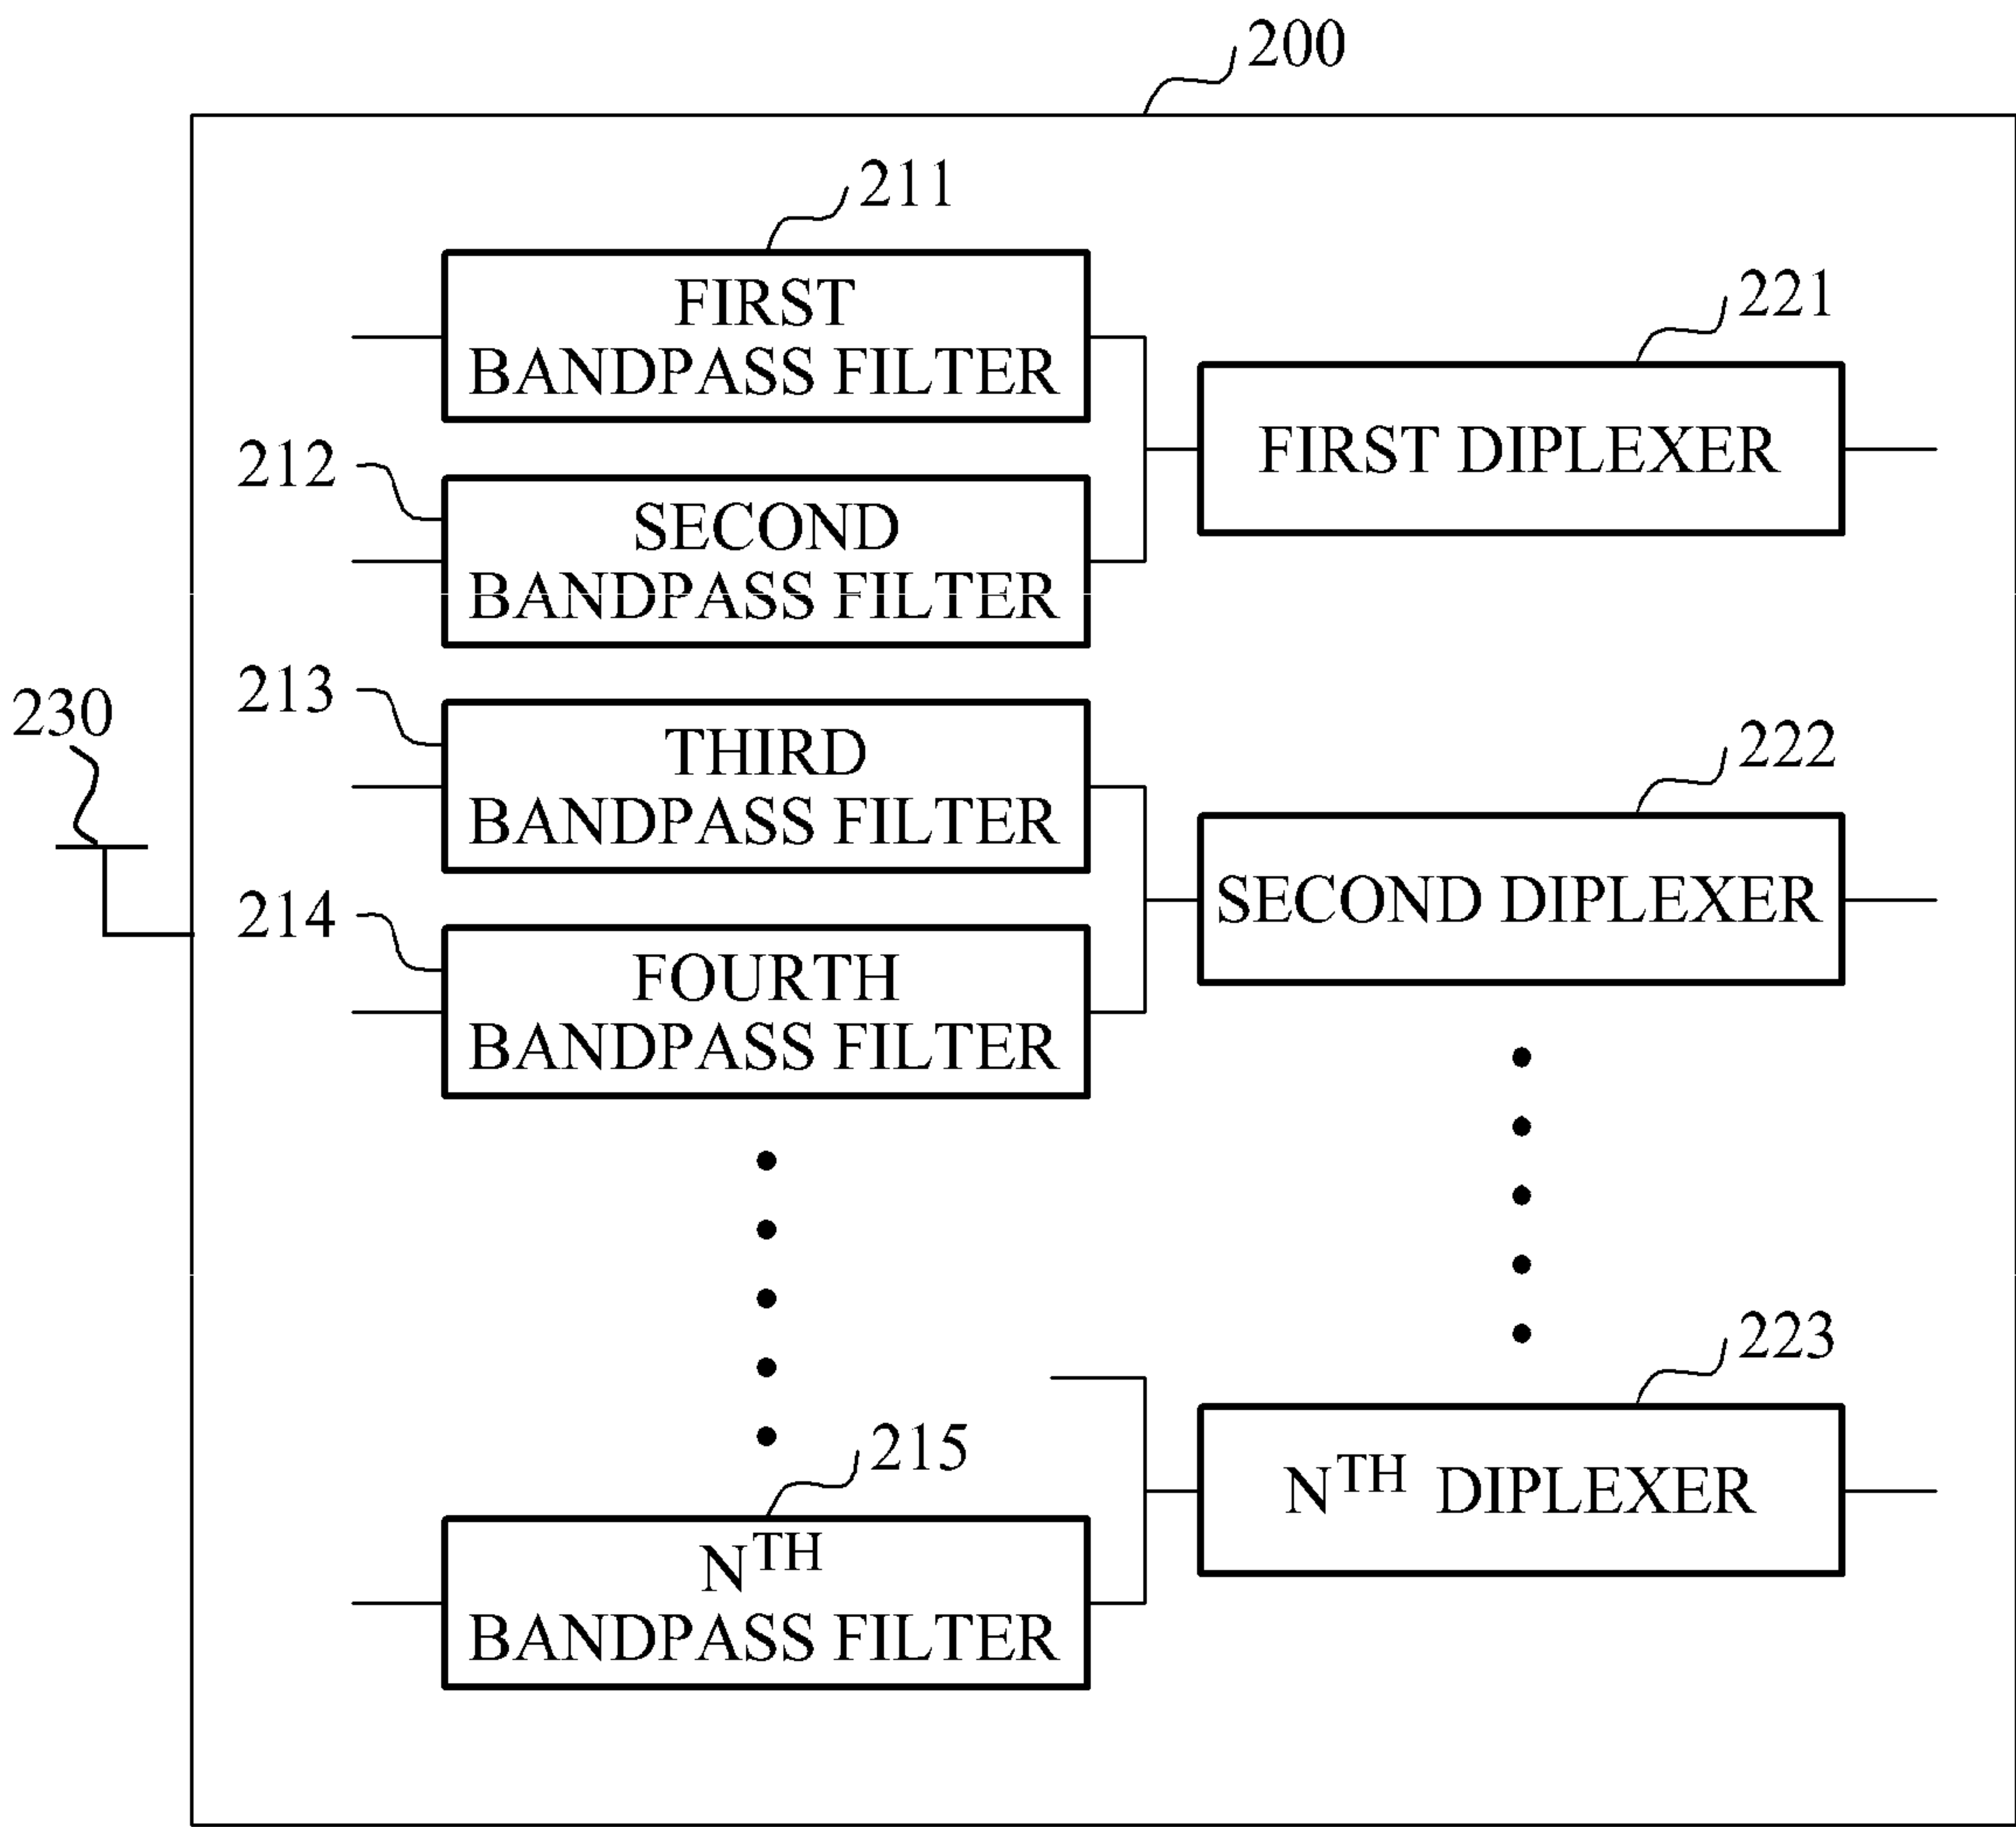 200
211
FIRST
BANDPASS FILTER
221
FIRST DIPLEXER
212
SECOND
BANDPASS FILTER
213
THIRD
BANDPASS FILTER
230
222
SECOND DIPLEXER
214
FOURTH
BANDPASS FILTER
223
NTH DIPLEXER
215
NTH
BANDPASS FILTER